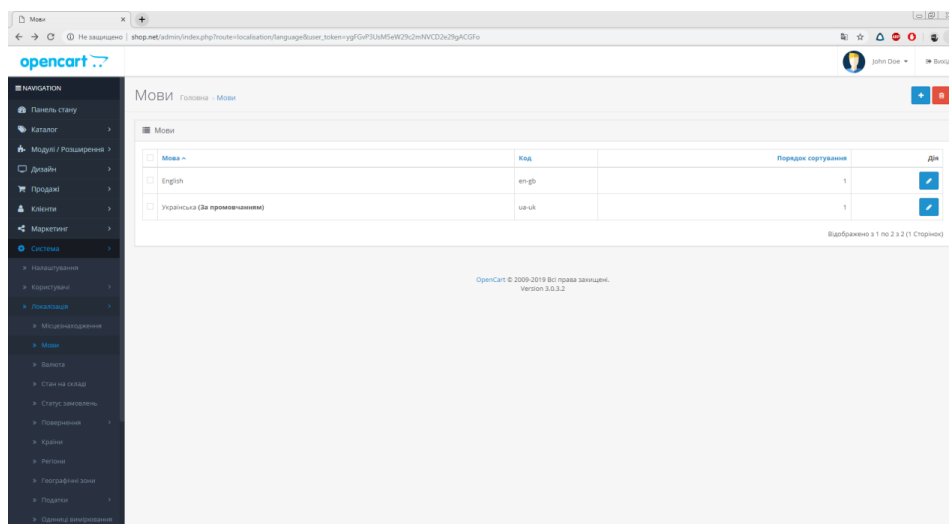 Мови
Не защищено | shop.net/admin/index.php?route=localisation/language&user_token=ygFGvP3UsM5eW29c2mNVCD2e29gACGFo
opencart
John Doe
Вихід
NAVIGATION
Мови Головна Мови
Панель стану
Каталог
Мови
Модулі / Розширення
Мова Код Порядок сортування Дія
Дизайн
English en-gb 1
Продажі
Українська (За промовчанням) ua-uk 1
Клієнти
Маркетинг
Відображено з 1 по 2 з 2 (1 Сторінок)
Система
Налаштування
OpenCart © 2009-2019 Всі права захищені.
Користувачі
Version 3.0.3.2
Локалізація
Місцезнаходження
Мови
Валюта
Стан на складі
Статус замовлень
Повернення
Країни
Регіони
Географічні зони
Податки
Одиниці вимірювання